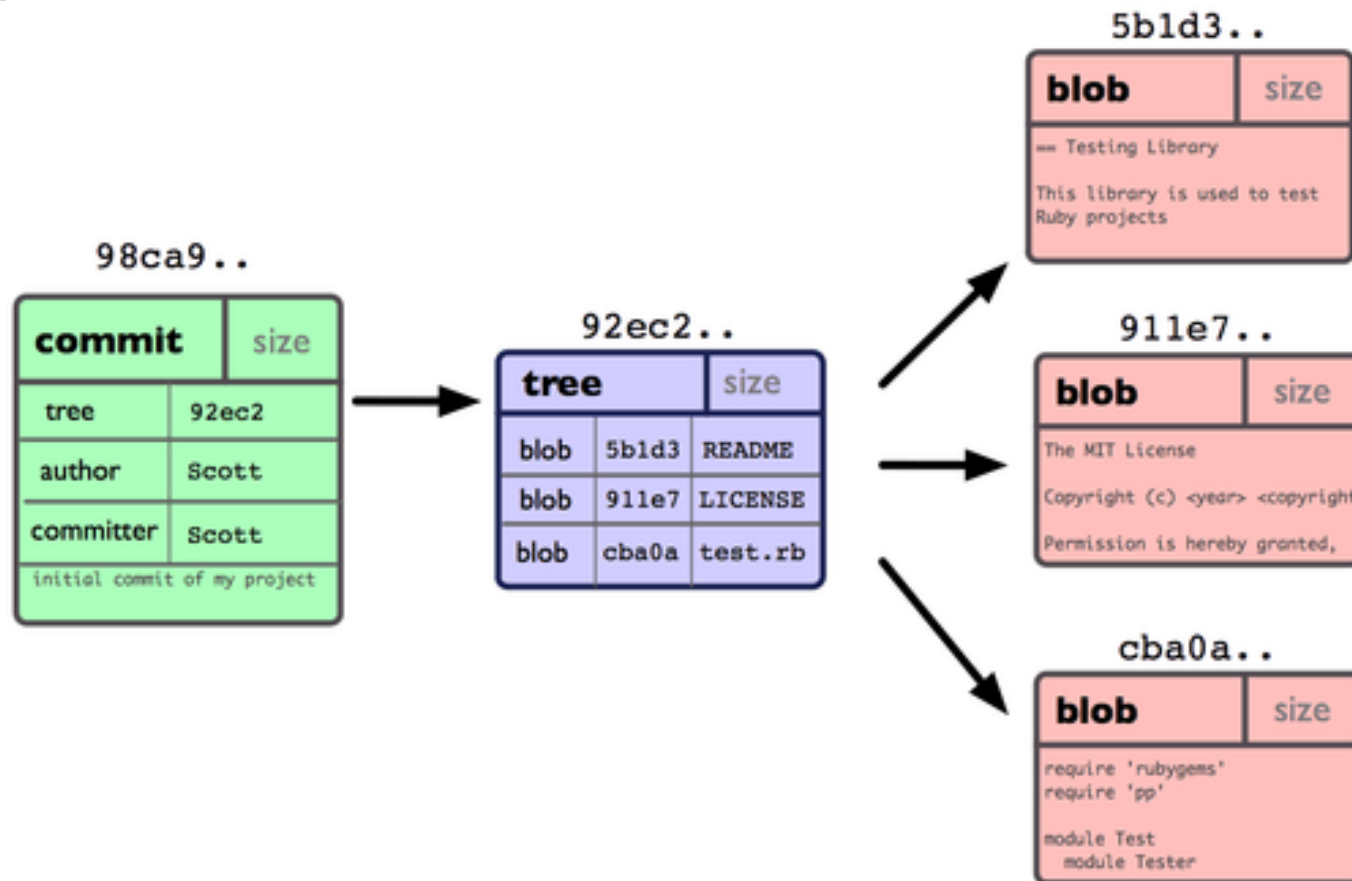 98ca9..
commit size
tree 92ec2
author Scott
committer Scott
initial commit of my project
92ec2..
tree size
blob 5b1d3 README
blob 911e7 LICENSE
blob cba0a test.rb
5b1d3..
blob size
== Testing Library
This library is used to test
Ruby projects
911e7..
blob size
The MIT License
Copyright (c) <year> <copyright
Permission is hereby granted,
cba0a..
blob size
require 'rubygems'
require 'pp'
module Test
module Tester